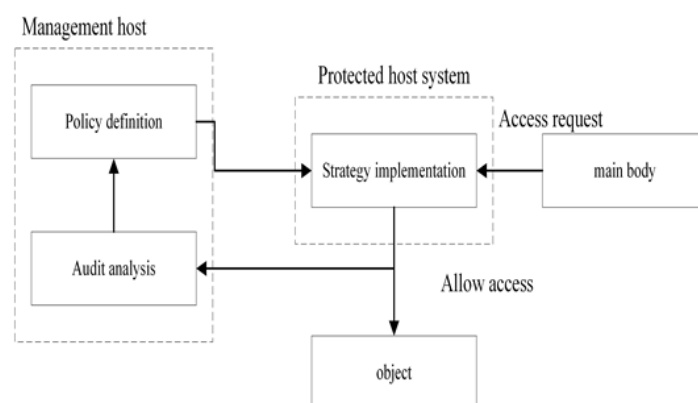 Management host
Policy definition
Audit analysis
Protected host system
Strategy implementation
Access request
main body
Allow access
object